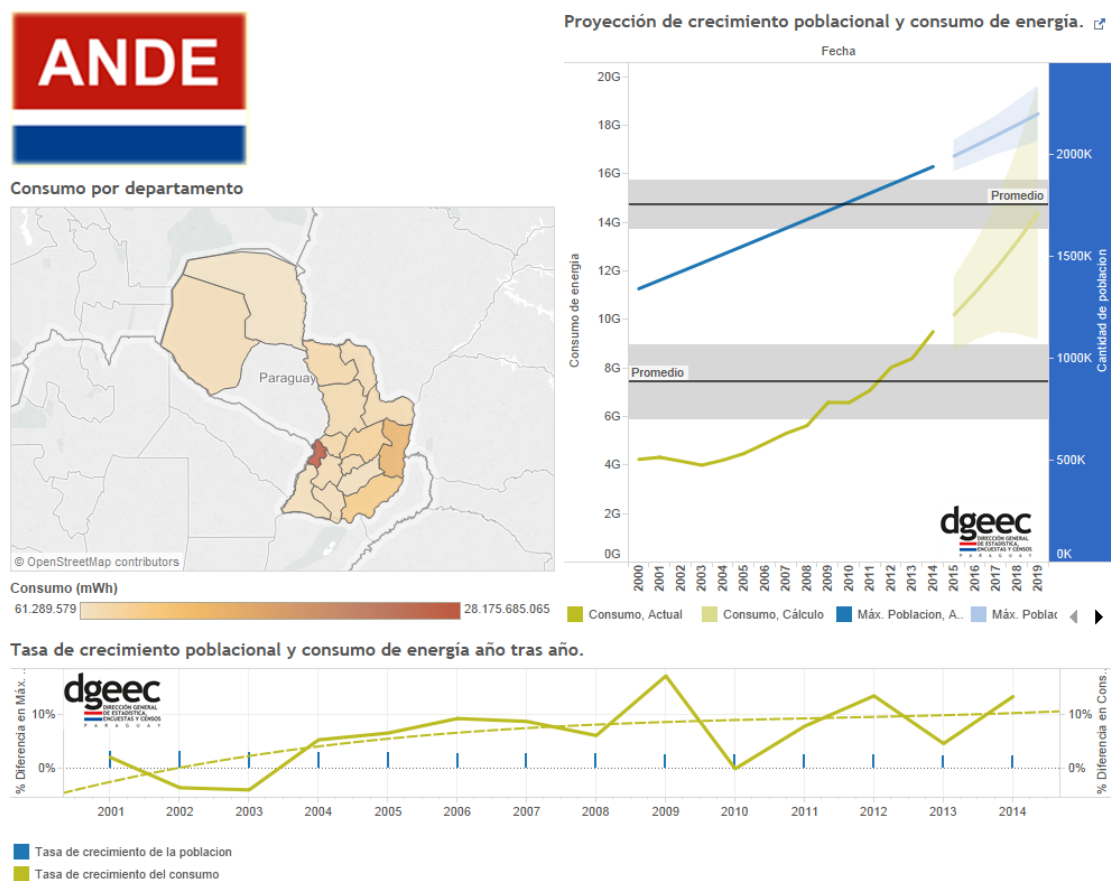 ANDE
Consumo por departamento
Paraguay
© OpenStreetMap contributors
Consumo (mWh)
61.289.579
28.175.685.065
Proyección de crecimiento poblacional y consumo de energía.
Fecha
Consumo de energia
20G
18G
16G
14G
12G
10G
8G
6G
4G
2G
0G
Promedio
Promedio
2000K
1500K
1000K
500K
0K
Cantidad de poblacion
dgeec
DIRECCIÓN GENERAL
DE ESTADÍSTICA,
ENCUESTAS Y CENSOS
PARAGUAY
2000 2001 2002 2003 2004 2005 2006 2007 2008 2009 2010 2011 2012 2013 2014 2015 2016 2017 2018 2019
Consumo, Actual
Consumo, Cálculo
Máx. Poblacion, A..
Máx. Poblac
Tasa de crecimiento poblacional y consumo de energía año tras año.
% Diferencia en Máx. ..
10%
0%
dgeec
DIRECCIÓN GENERAL
DE ESTADÍSTICA,
ENCUESTAS Y CENSOS
PARAGUAY
10%
0%
% Diferencia en Cons..
2001 2002 2003 2004 2005 2006 2007 2008 2009 2010 2011 2012 2013 2014
Tasa de crecimiento de la poblacion
Tasa de crecimiento del consumo